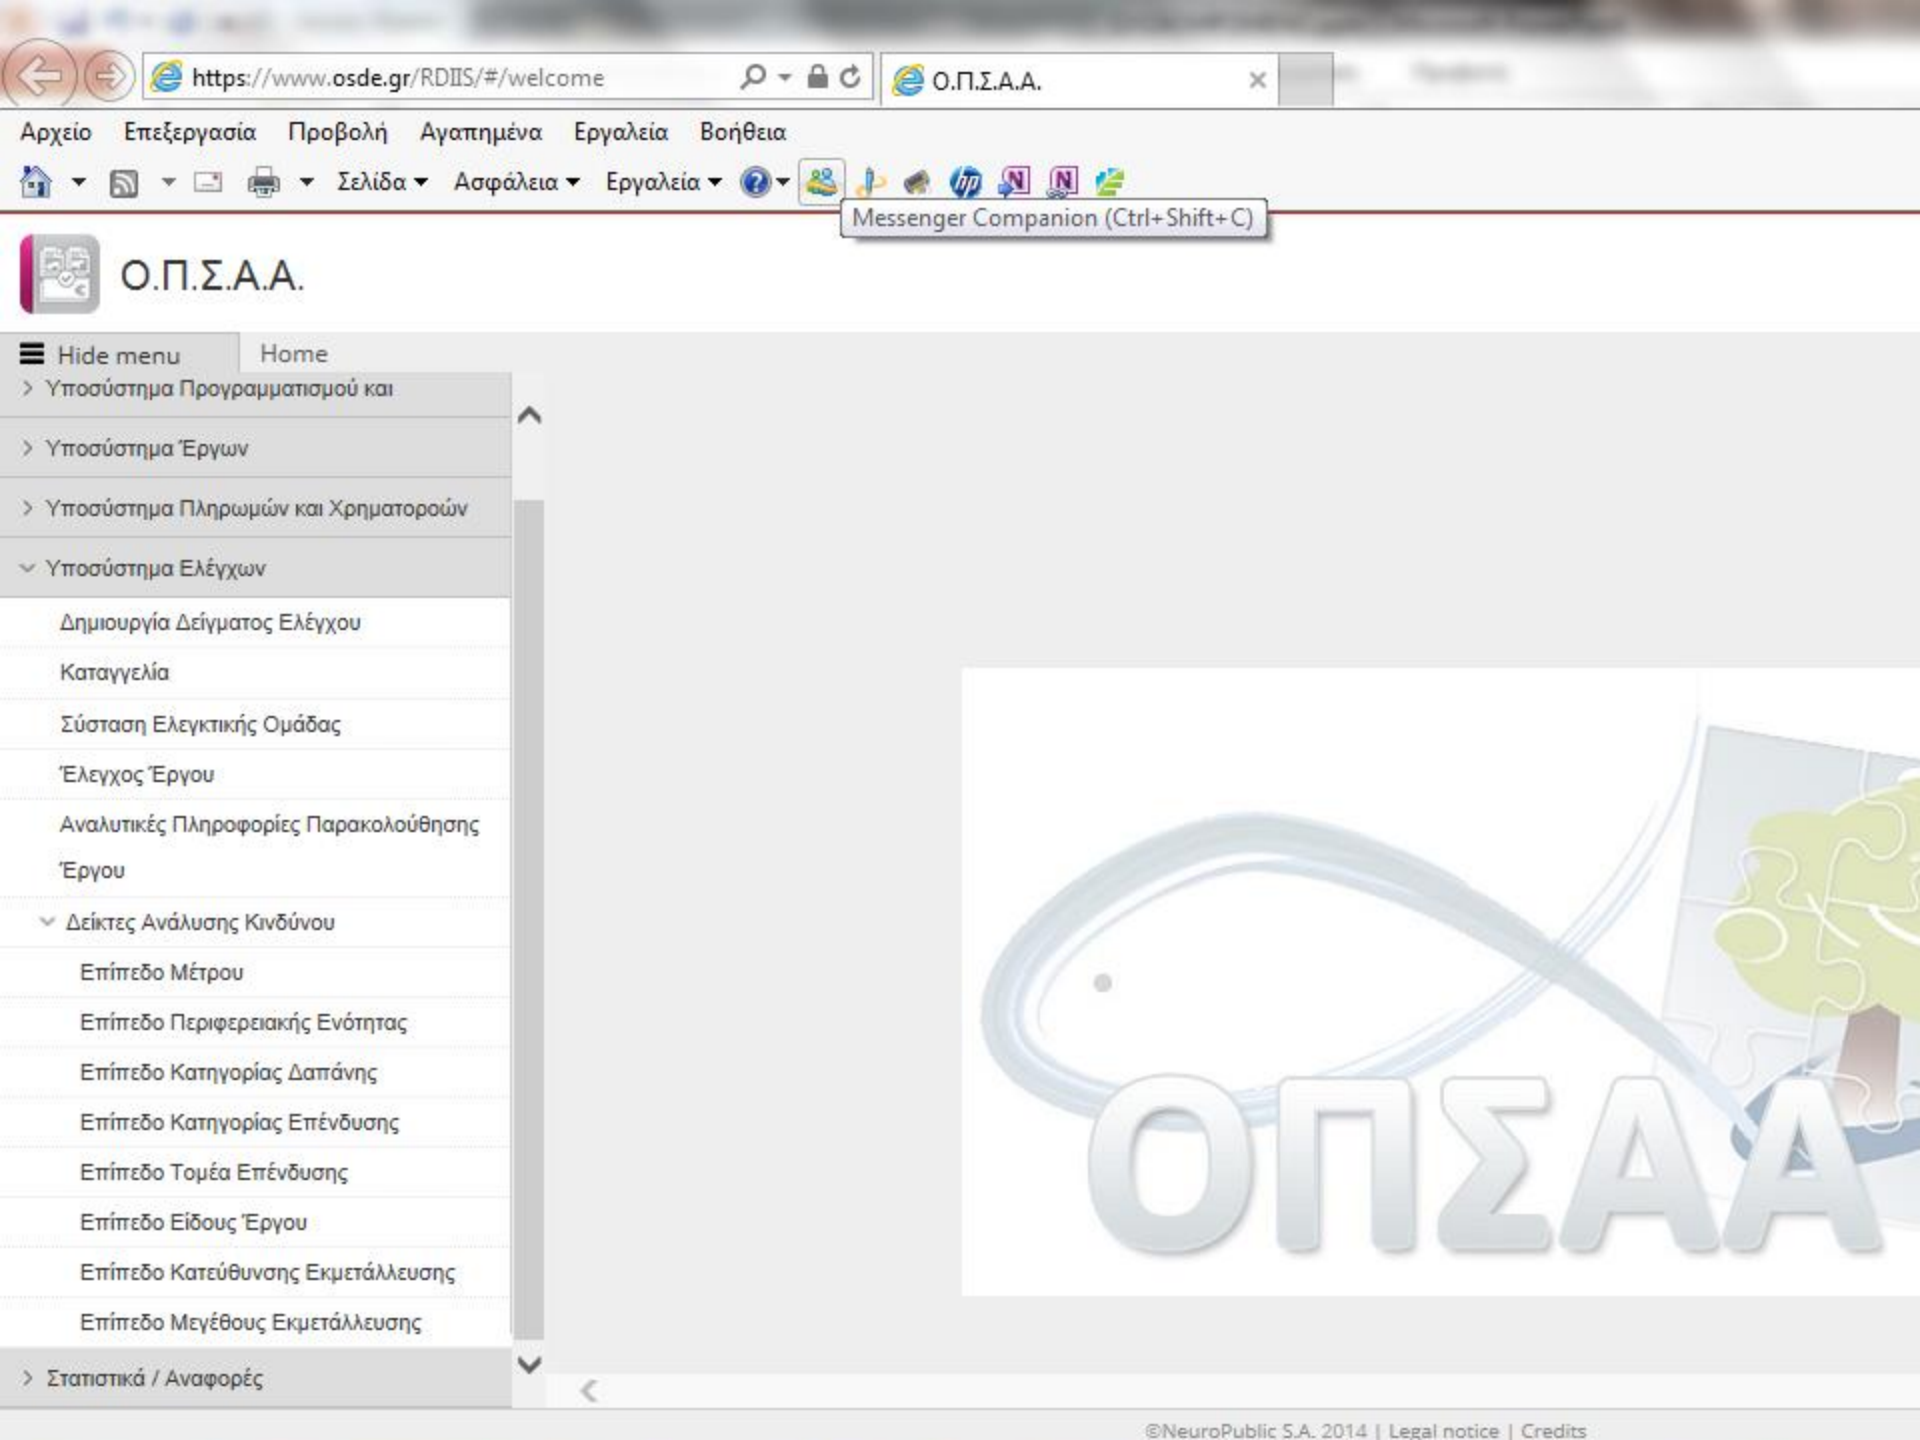 https://www.osde.gr/RDIIS/#/welcome
Ο.Π.Σ.Α.Α.
Αρχείο Επεξεργασία Προβολή Αγαπημένα Εργαλεία Βοήθεια
Σελίδα Ασφάλεια Εργαλεία
Messenger Companion (Ctrl+Shift+C)
Ο.Π.Σ.Α.Α.
Hide menu Home
Υποσύστημα Προγραμματισμού και
Υποσύστημα Έργων
Υποσύστημα Πληρωμών και Χρηματοροών
Υποσύστημα Ελέγχων
Δημιουργία Δείγματος Ελέγχου
Καταγγελία
Σύσταση Ελεγκτικής Ομάδας
Έλεγχος Έργου
Αναλυτικές Πληροφορίες Παρακολούθησης
Έργου
Δείκτες Ανάλυσης Κινδύνου
Επίπεδο Μέτρου
Επίπεδο Περιφερειακής Ενότητας
Επίπεδο Κατηγορίας Δαπάνης
Επίπεδο Κατηγορίας Επένδυσης
Επίπεδο Τομέα Επένδυσης
Επίπεδο Είδους Έργου
Επίπεδο Κατεύθυνσης Εκμετάλλευσης
Επίπεδο Μεγέθους Εκμετάλλευσης
Στατιστικά / Αναφορές
ΟΠΣΑΑ
©NeuroPublic S.A. 2014 | Legal notice | Credits